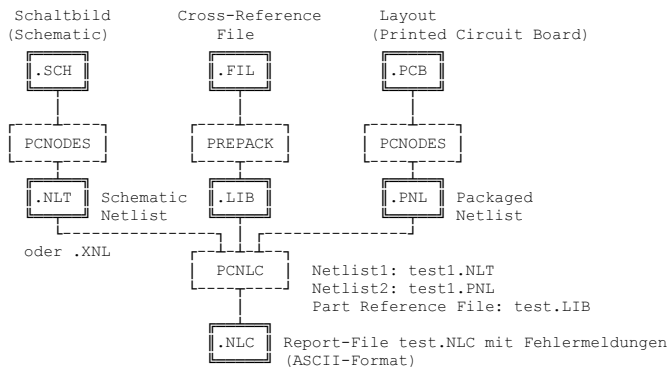 Schaltbild Cross-Reference Layout
(Schematic) File (Printed Circuit Board)
.SCH .FIL .PCB
PCNODES PREPACK PCNODES
.NLT Schematic .LIB .PNL Packaged
Netlist Netlist
oder .XNL
PCNLC Netlist1: test1.NLT
Netlist2: test1.PNL
Part Reference File: test.LIB
.NLC Report-File test.NLC mit Fehlermeldungen
(ASCII-Format)